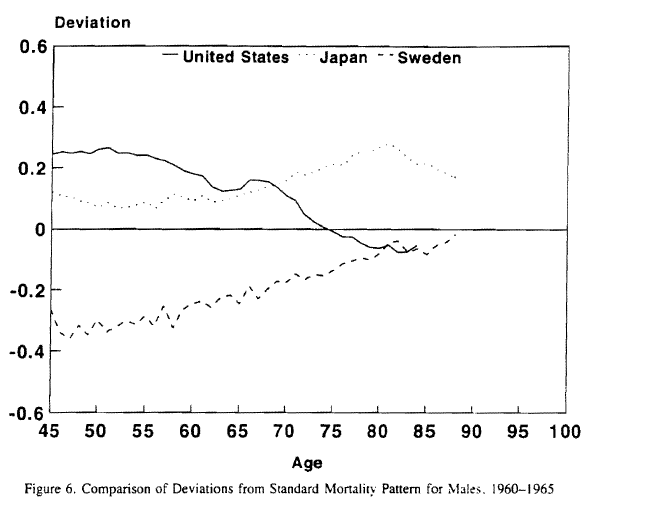 Deviation
0.6
United States Japan Sweden
0.4
0.2
0
-0.2
-0.4
-0.6
45 50 55 60 65 70 75 80 85 90 95 100
Age
Figure 6. Comparison of Deviations from Standard Mortality Pattern for Males. 1960–1965